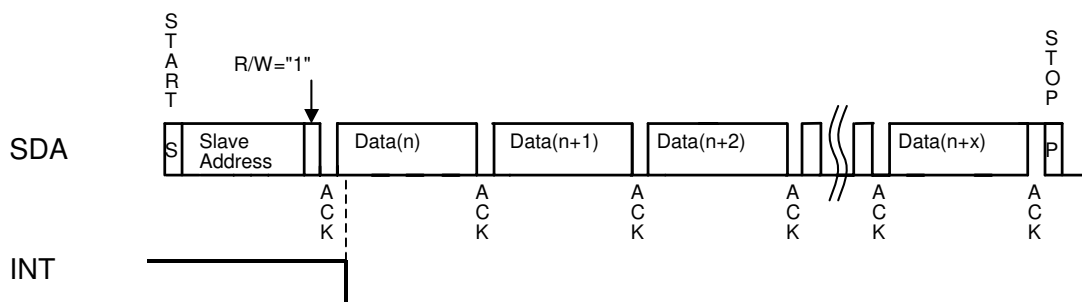 START
STOP
R/W="1"
SDA
S
Slave
Address
Data(n)
Data(n+1)
Data(n+2)
Data(n+x)
P
ACK
ACK
ACK
ACK
ACK
ACK
INT